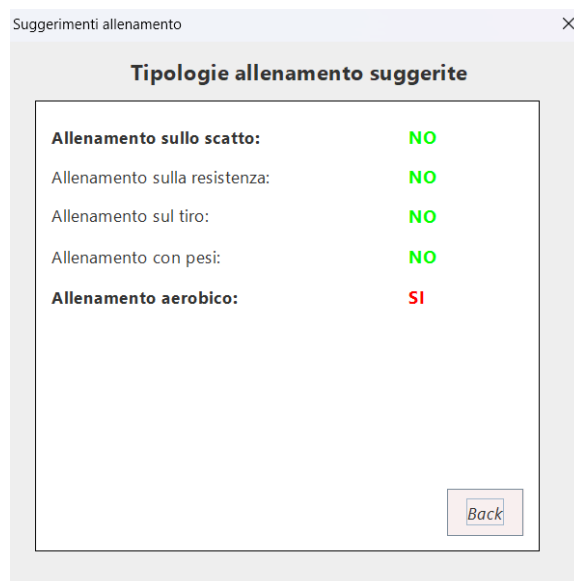 Suggerimenti allenamento
Tipologie allenamento suggerite
Allenamento sullo scatto: NO
Allenamento sulla resistenza: NO
Allenamento sul tiro: NO
Allenamento con pesi: NO
Allenamento aerobico: SI
Back